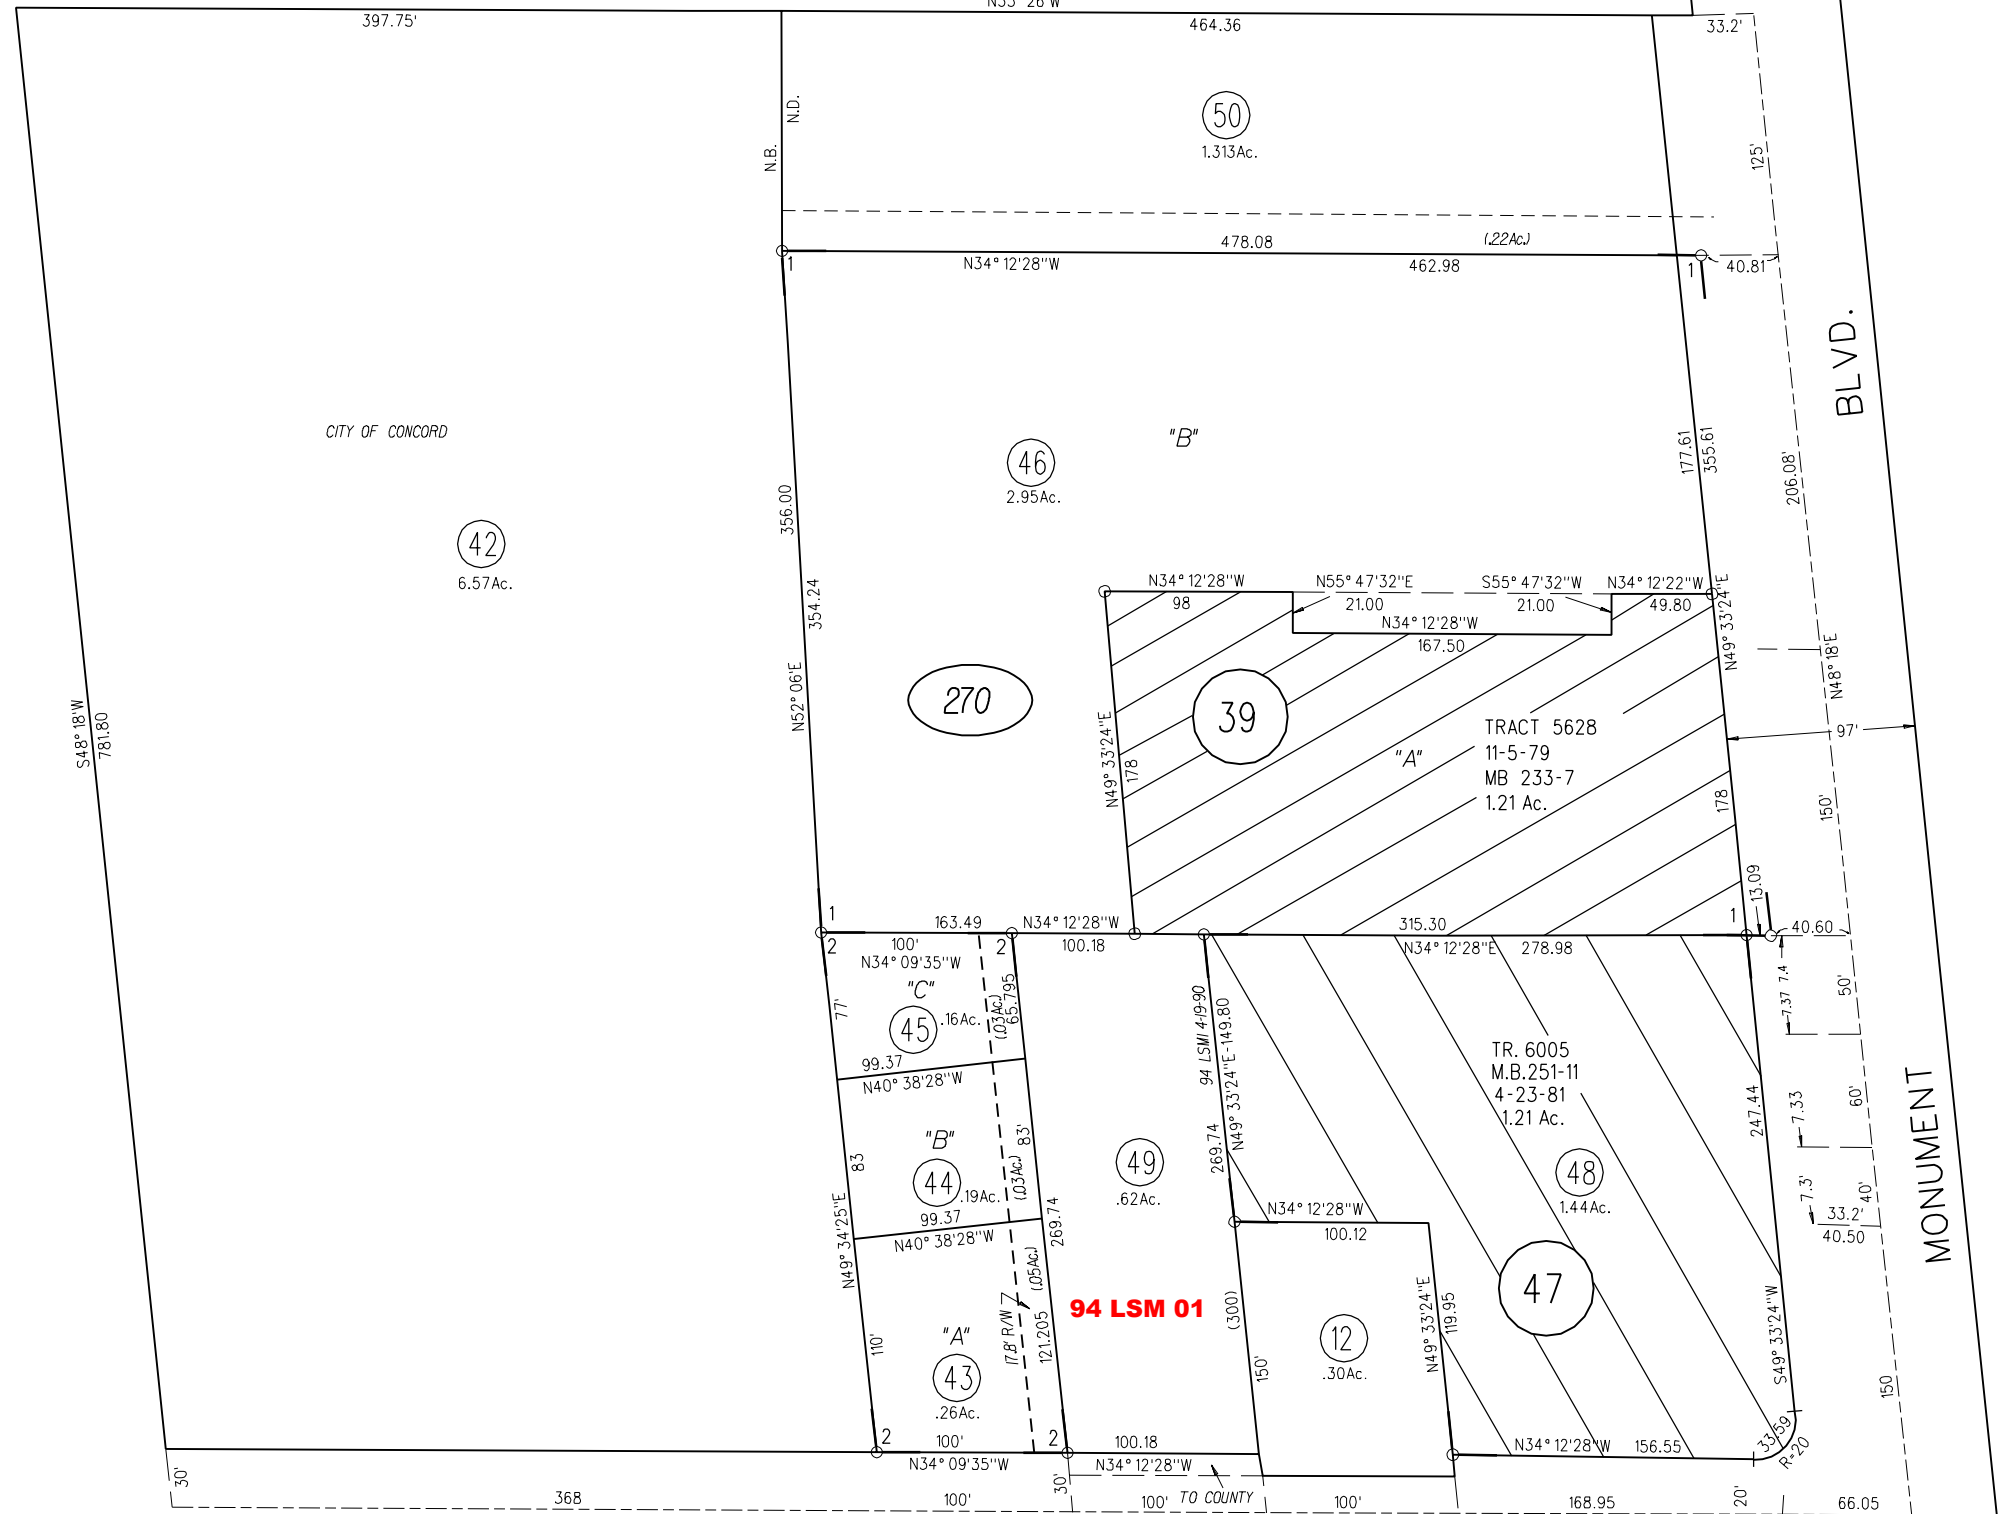 N35° 26'W
397.75'
464.36
33.2'
N.D.
N.B.
50
1.313Ac.
125'
478.08
(.22Ac.)
1
N34° 12'28"W
462.98
1
40.81
BLVD.
CITY OF CONCORD
"B"
46
2.95Ac.
177.61
355.61
206.08'
356.00
42
6.57Ac.
354.24
N34° 12'28"W
98
N55° 47'32"E
21.00
S55° 47'32"W
21.00
N34° 12'22"W
49.80
N34° 12'28"W
167.50
N49° 33'24"E
N48° 18'E
N52° 06'E
270
39
S48° 18'W
781.80
N49° 33'24"E
178
"A"
TRACT 5628
11-5-79
MB 233-7
1.21 Ac.
97'
178
150'
13.09
1
163.49
N34° 12'28"W
315.30
1
40.60
2
100'
2
100.18
N34° 12'28"E
278.98
N34° 09'35"W
"C"
45
.16Ac.
(.03Ac.)
65.795
77'
99.37
N40° 38'28"W
94 LSM1 4-19-90
N49° 33'24"E-149.80
269.74
7.4
7.37
50'
TR. 6005
M.B.251-11
4-23-81
1.21 Ac.
247.44
7.33
60'
MONUMENT
"B"
44
.19Ac.
(.03Ac.)
83'
83
99.37
N40° 38'28"W
49
.62Ac.
48
1.44Ac.
7.3'
40'
33.2'
40.50
N49° 34'25"E
269.74
N34° 12'28"W
100.12
(.05Ac.)
17.8' R/W
121.205
94 LSM 01
(300)
150'
12
.30Ac.
N49° 33'24"E
119.95
47
S49° 33'24"W
"A"
43
.26Ac.
110'
150
33.59
R=20
2
100'
2
100.18
N34° 12'28"W
156.55
N34° 09'35"W
N34° 12'28"W
30'
30'
TO COUNTY
368
100'
100'
100'
168.95
20'
66.05